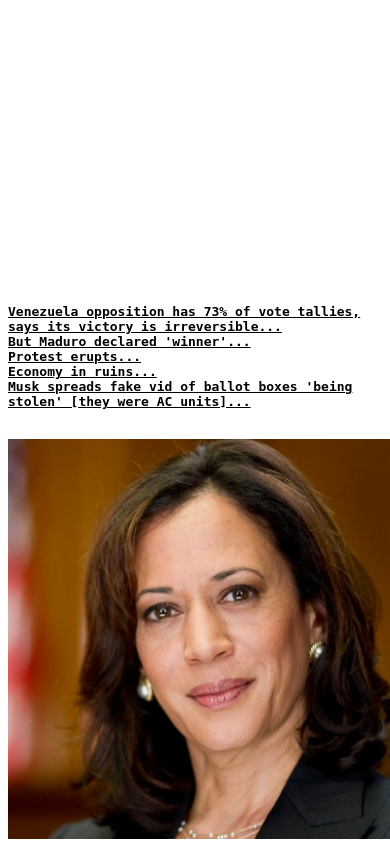 Venezuela opposition has 73% of vote tallies,
says its victory is irreversible...
But Maduro declared 'winner'...
Protest erupts...
Economy in ruins...
Musk spreads fake vid of ballot boxes 'being
stolen' [they were AC units]...